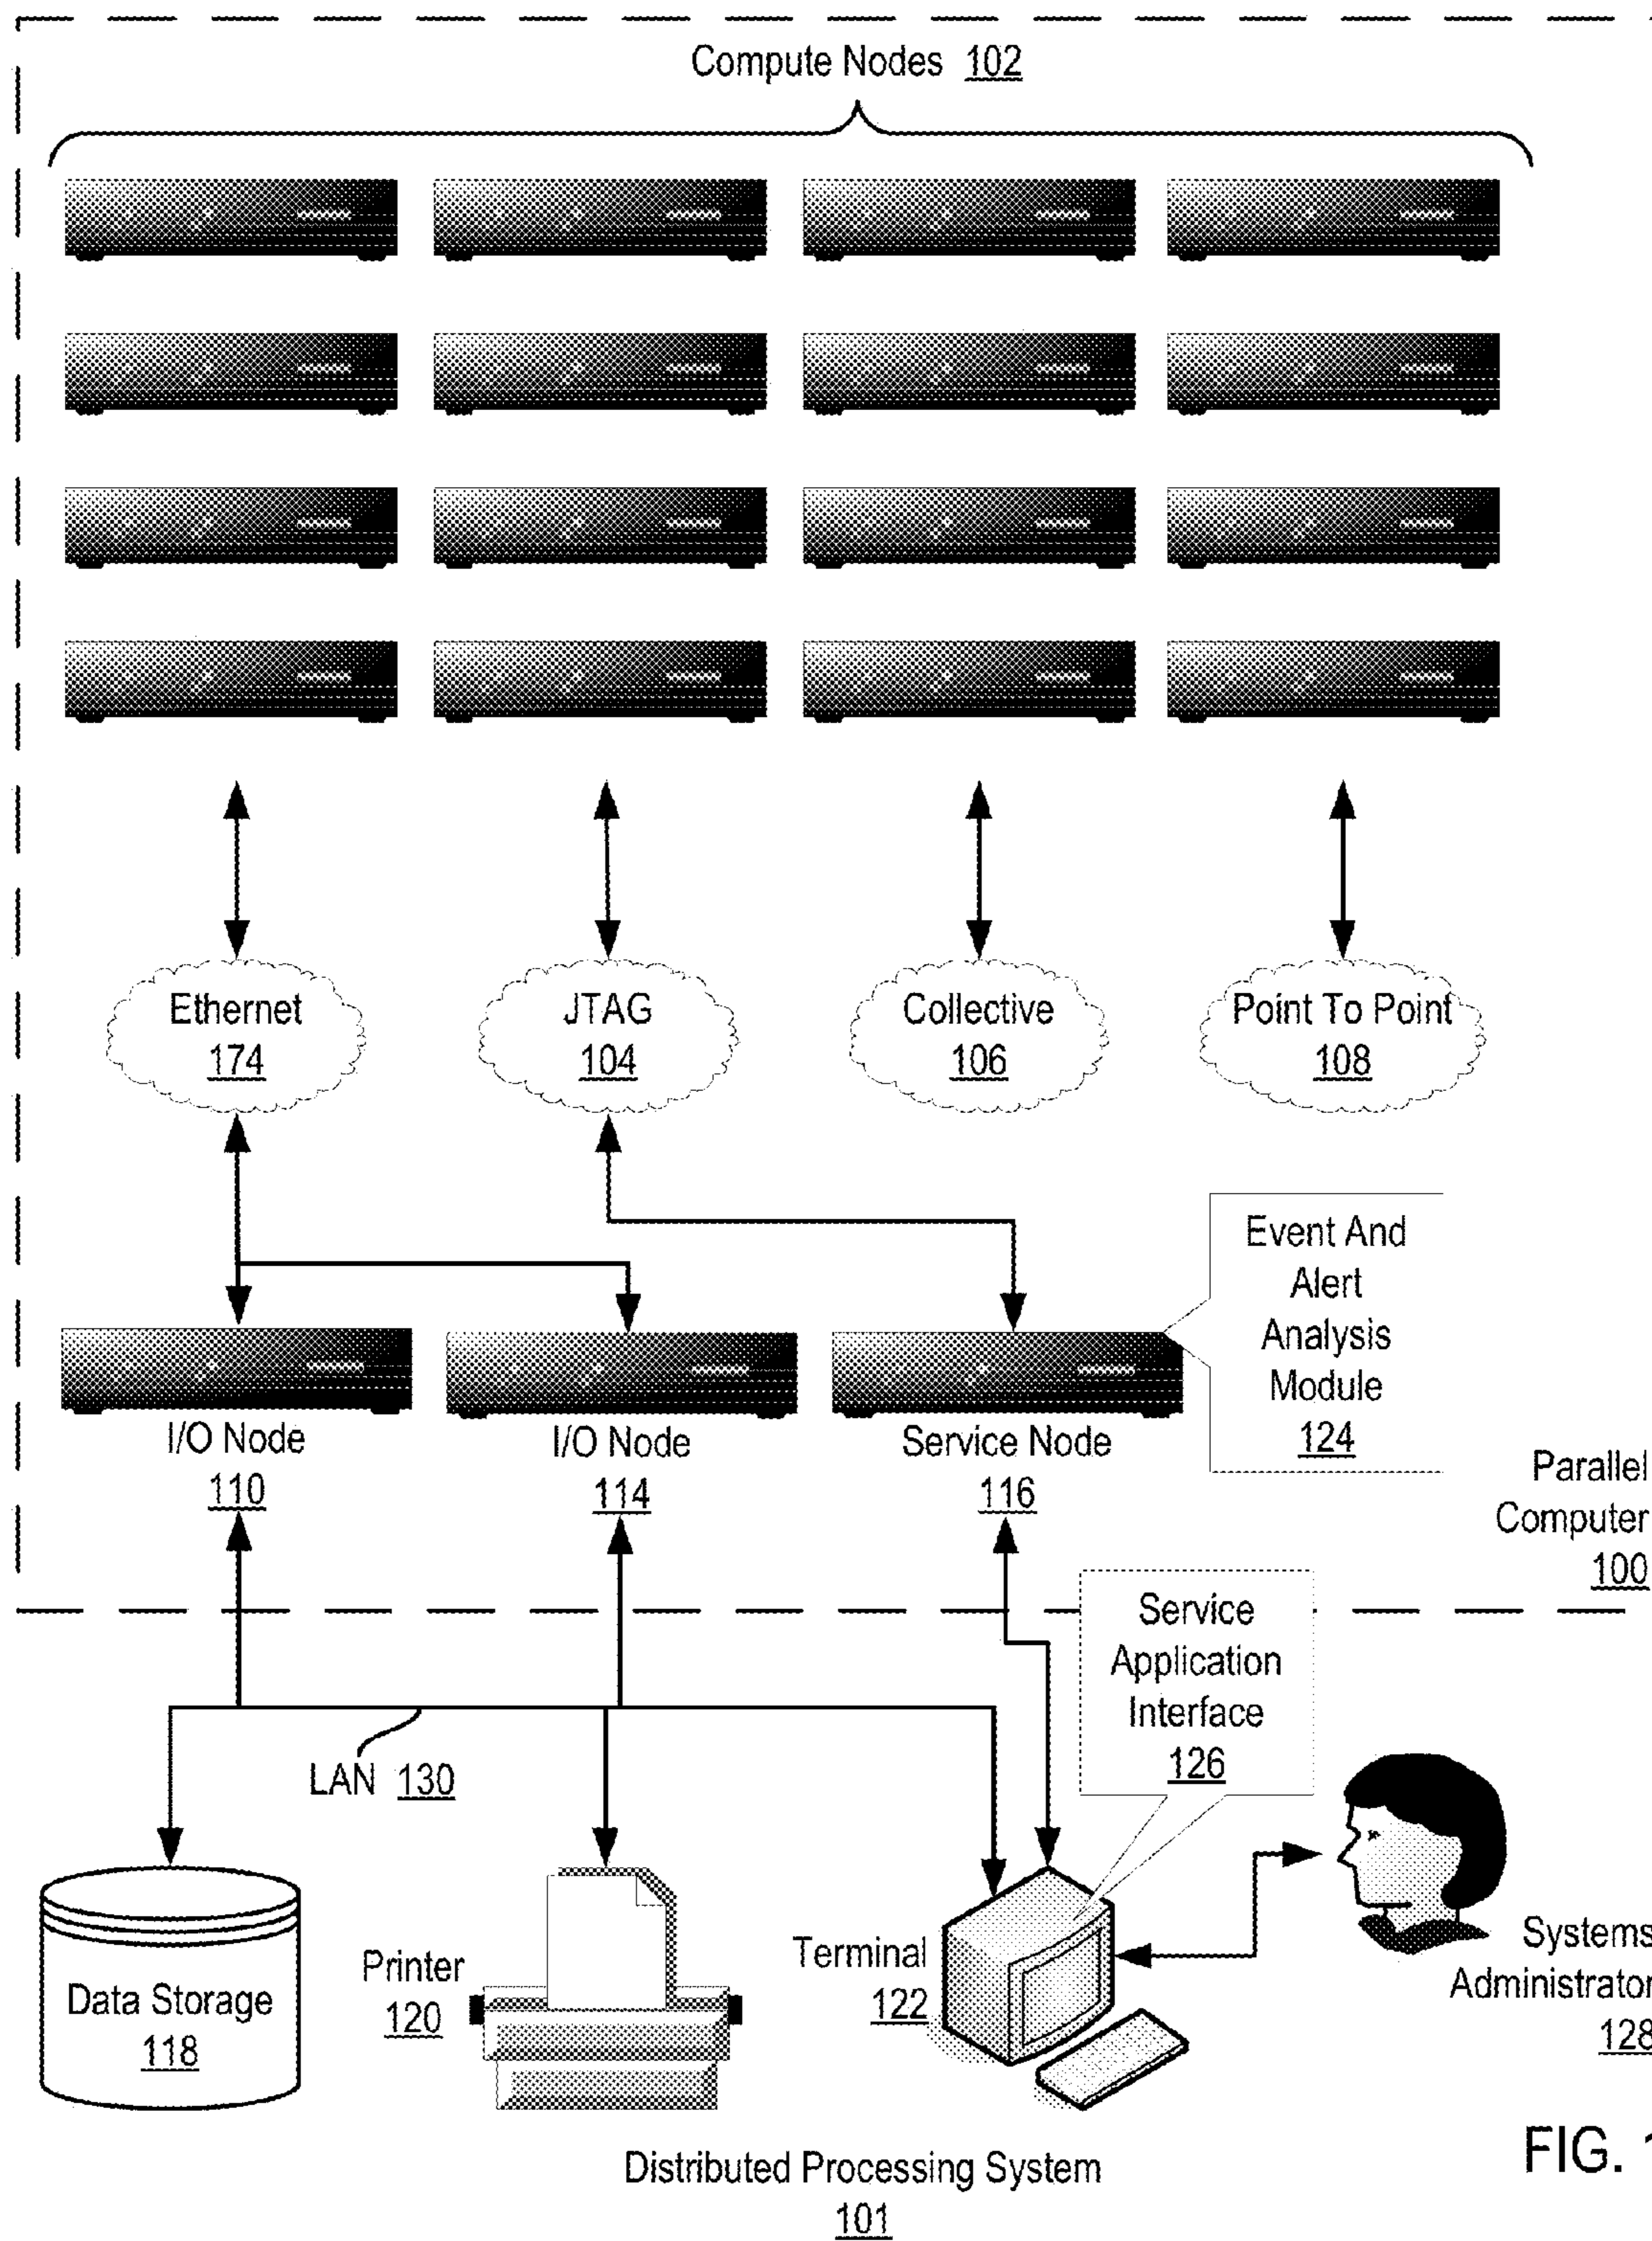 Compute Nodes 102
Ethernet
174
JTAG
104
Collective
106
Point To Point
108
Event And
Alert
Analysis
Module
124
I/O Node
110
I/O Node
114
Service Node
116
Parallel
Computer
100
Service
Application
Interface
126
LAN 130
Data Storage
118
Printer
120
Terminal
122
Systems
Administrator
128
Distributed Processing System
101
FIG. 1